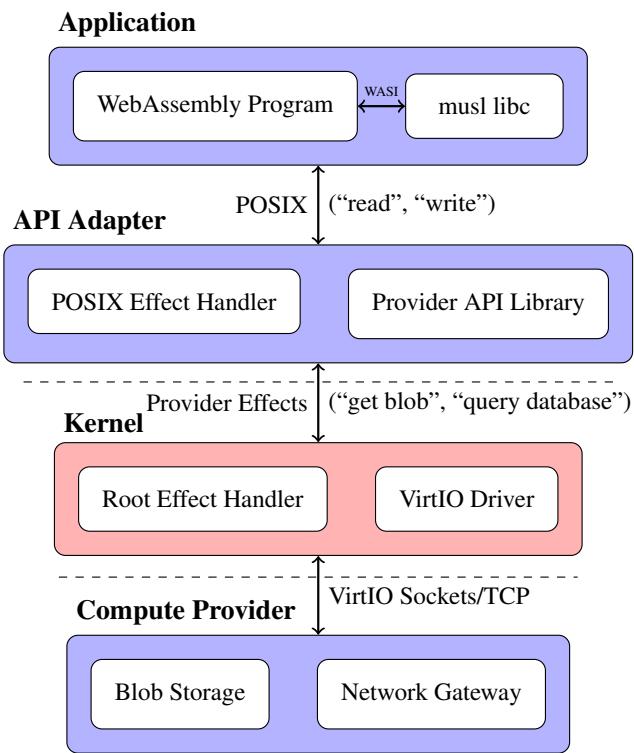 Application
WebAssembly Program
WASI
musl libc
POSIX
(“read”, “write”)
API Adapter
POSIX Effect Handler
Provider API Library
Provider Effects
(“get blob”, “query database”)
Kernel
Root Effect Handler
VirtIO Driver
VirtIO Sockets/TCP
Compute Provider
Blob Storage
Network Gateway